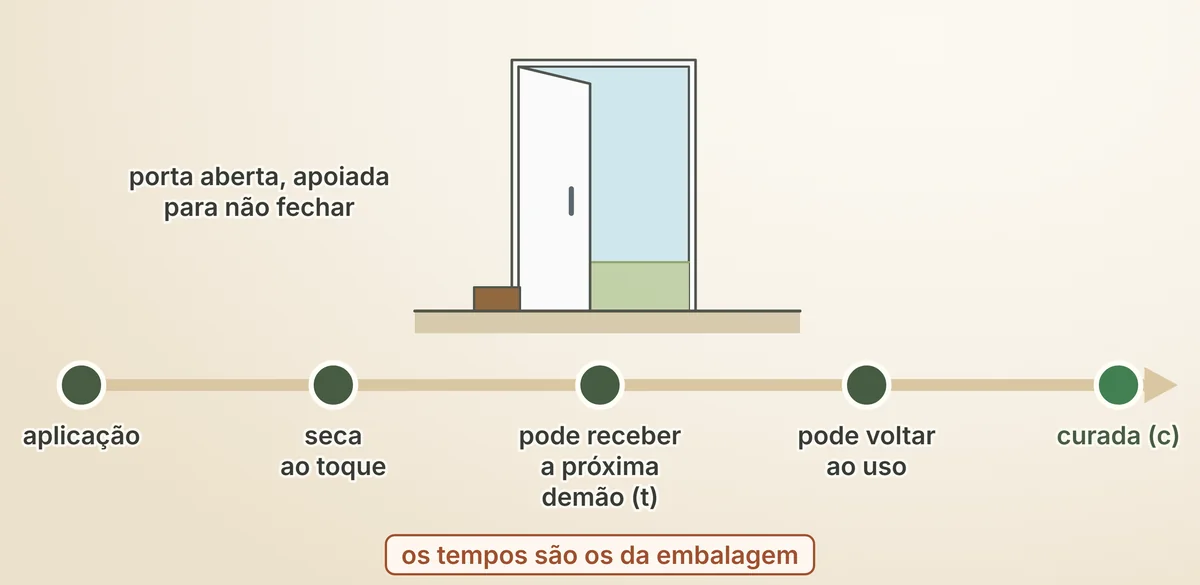 porta aberta, apoiada
para não fechar
aplicação
seca
ao toque
pode receber
a próxima
demão (t)
pode voltar
ao uso
curada (c)
os tempos são os da embalagem